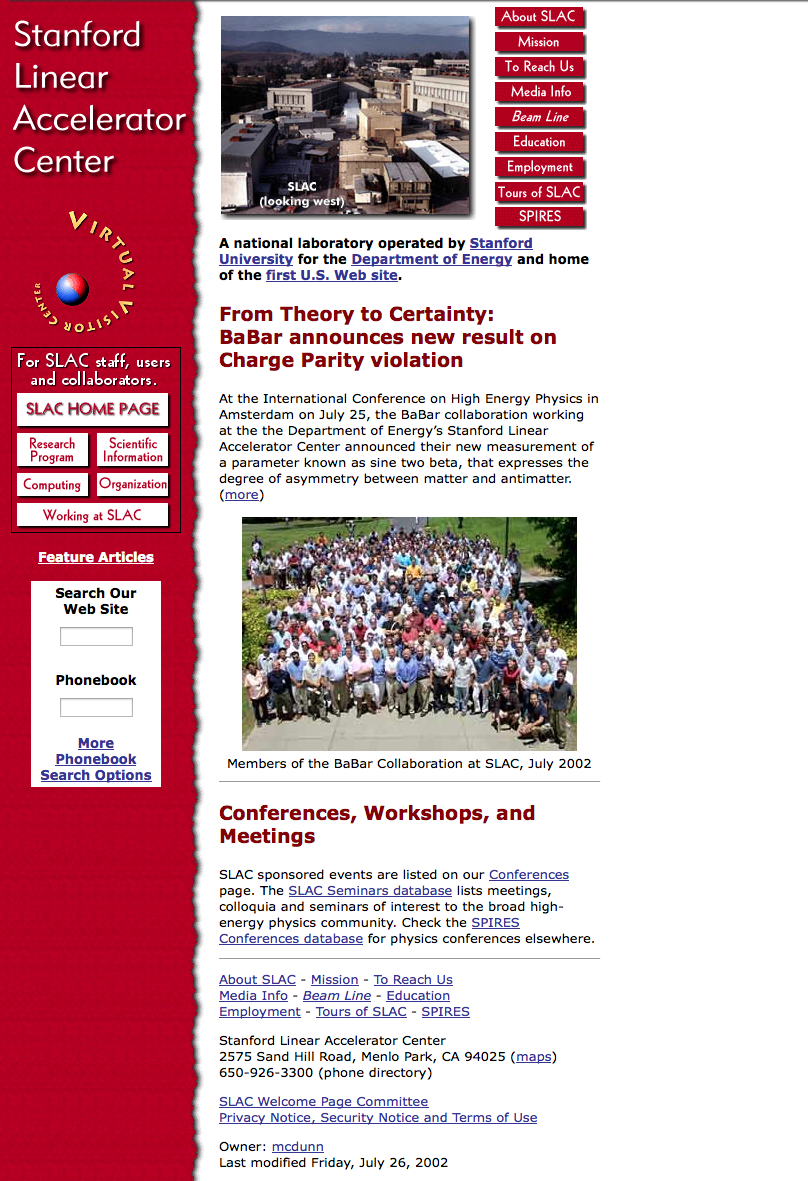 Stanford
Linear
Accelerator
Center
VIRTUAL VISITOR CENTER
For SLAC staff, users
and collaborators.
SLAC HOME PAGE
Research
Program
Scientific
Information
Computing
Organization
Working at SLAC
Feature Articles
Search Our
Web Site
Phonebook
More
Phonebook
Search Options
SLAC
(looking west)
About SLAC
Mission
To Reach Us
Media Info
Beam Line
Education
Employment
Tours of SLAC
SPIRES
A national laboratory operated by Stanford
University for the Department of Energy and home
of the first U.S. Web site.
From Theory to Certainty:
BaBar announces new result on
Charge Parity violation
At the International Conference on High Energy Physics in
Amsterdam on July 25, the BaBar collaboration working
at the the Department of Energy’s Stanford Linear
Accelerator Center announced their new measurement of
a parameter known as sine two beta, that expresses the
degree of asymmetry between matter and antimatter.
(more)
Members of the BaBar Collaboration at SLAC, July 2002
Conferences, Workshops, and
Meetings
SLAC sponsored events are listed on our Conferences
page. The SLAC Seminars database lists meetings,
colloquia and seminars of interest to the broad high-
energy physics community. Check the SPIRES
Conferences database for physics conferences elsewhere.
About SLAC - Mission - To Reach Us
Media Info - Beam Line - Education
Employment - Tours of SLAC - SPIRES
Stanford Linear Accelerator Center
2575 Sand Hill Road, Menlo Park, CA 94025 (maps)
650-926-3300 (phone directory)
SLAC Welcome Page Committee
Privacy Notice, Security Notice and Terms of Use
Owner: mcdunn
Last modified Friday, July 26, 2002